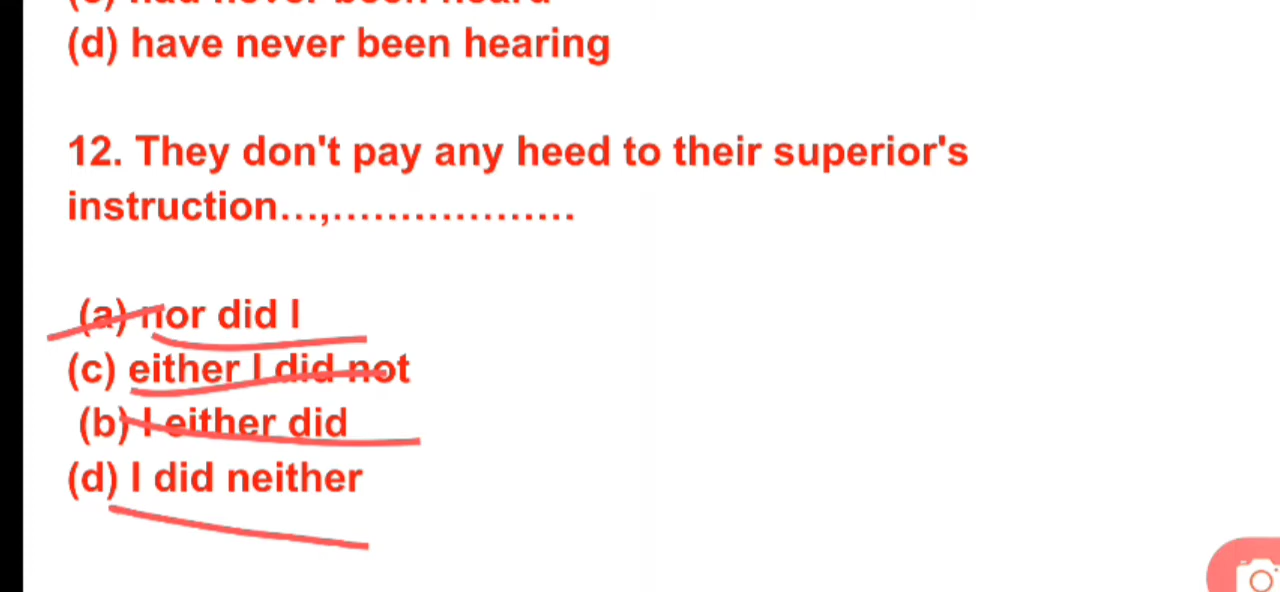 (d) have never been hearing
12. They don't pay any heed to their superior's
instruction...,..................
(a) nor did I
(c) either I did not
(b) I either did
(d) I did neither